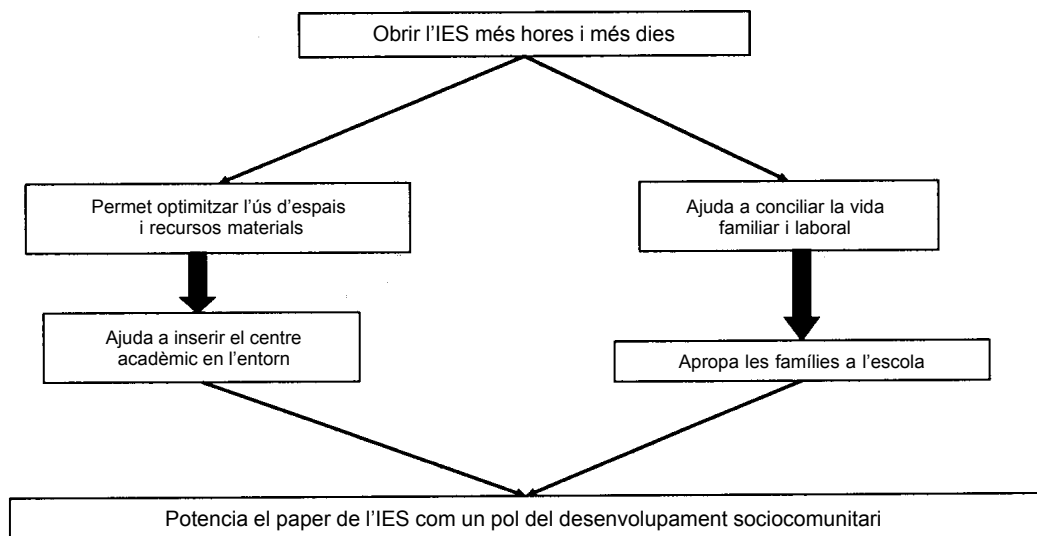 Obrir l’IES més hores i més dies
Permet optimitzar l’ús d’espais
i recursos materials
Ajuda a conciliar la vida
familiar i laboral
Ajuda a inserir el centre
acadèmic en l’entorn
Apropa les famílies a l’escola
Potencia el paper de l’IES com un pol del desenvolupament sociocomunitari